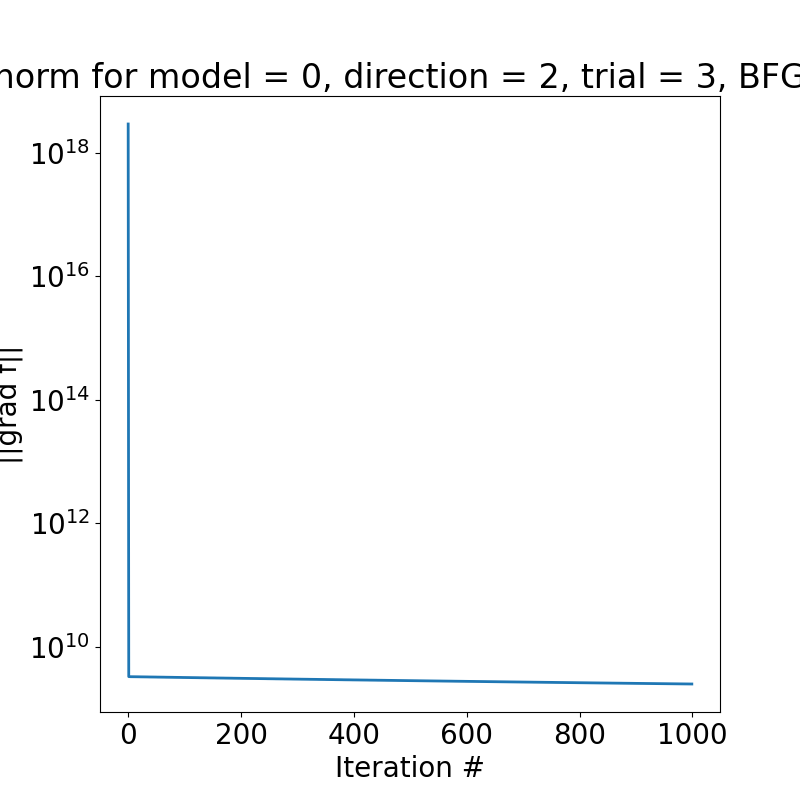 norm for model = 0, direction = 2, trial = 3, BFG
10^18
10^16
10^14
10^12
10^10
||grad f||
0 200 400 600 800 1000
Iteration #